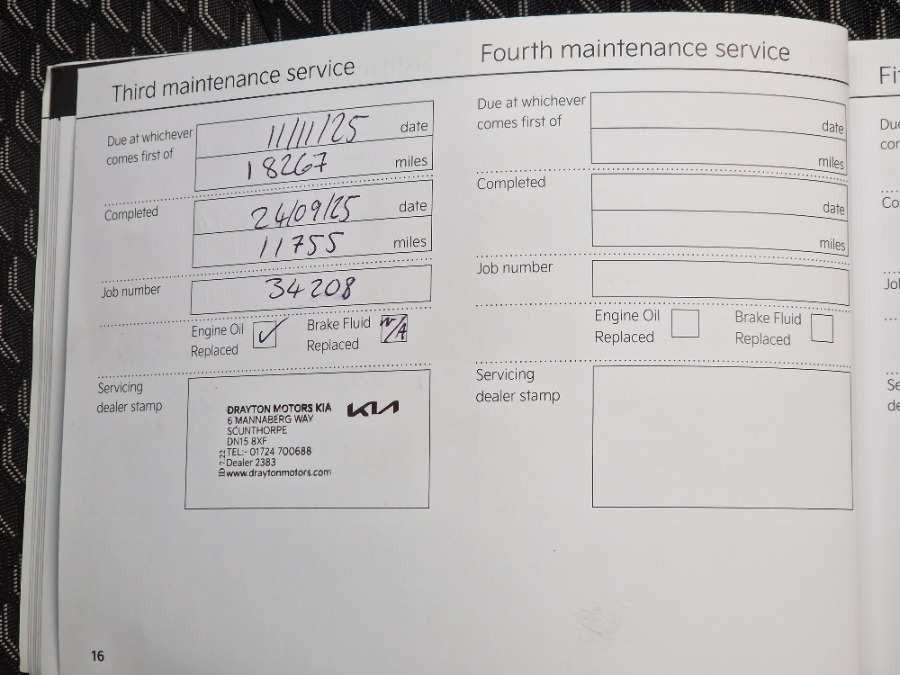 Third maintenance service
Due at whichever
comes first of
11/11/25 date
18267 miles
Completed
24/09/25 date
11755 miles
Job number
34208
Engine Oil
Replaced
✓
Brake Fluid
Replaced
N/A
Servicing
dealer stamp
DRAYTON MOTORS KIA
6 MANNABERG WAY
SCUNTHORPE
DN15 8XF
TEL:- 01724 700688
Dealer 2383
www.draytonmotors.com
KIA
16
Fourth maintenance service
Due at whichever
comes first of
date
miles
Completed
date
miles
Job number
Engine Oil
Replaced
Brake Fluid
Replaced
Servicing
dealer stamp